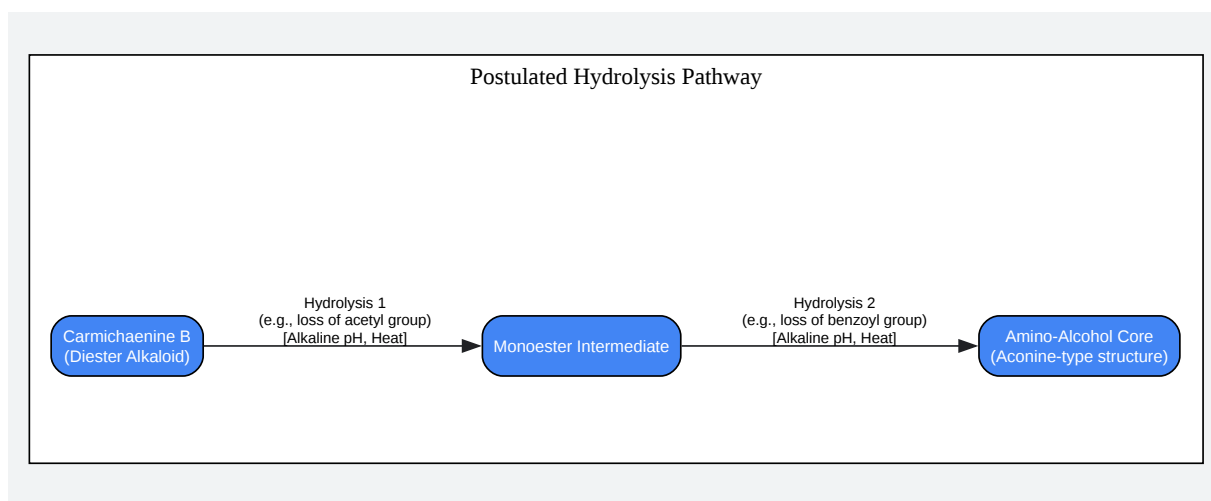 Postulated Hydrolysis Pathway
Hydrolysis 1
(e.g., loss of acetyl group)
[Alkaline pH, Heat]
Hydrolysis 2
(e.g., loss of benzoyl group)
[Alkaline pH, Heat]
Carmichaenine B
(Diester Alkaloid)
Monoester Intermediate
Amino-Alcohol Core
(Aconine-type structure)